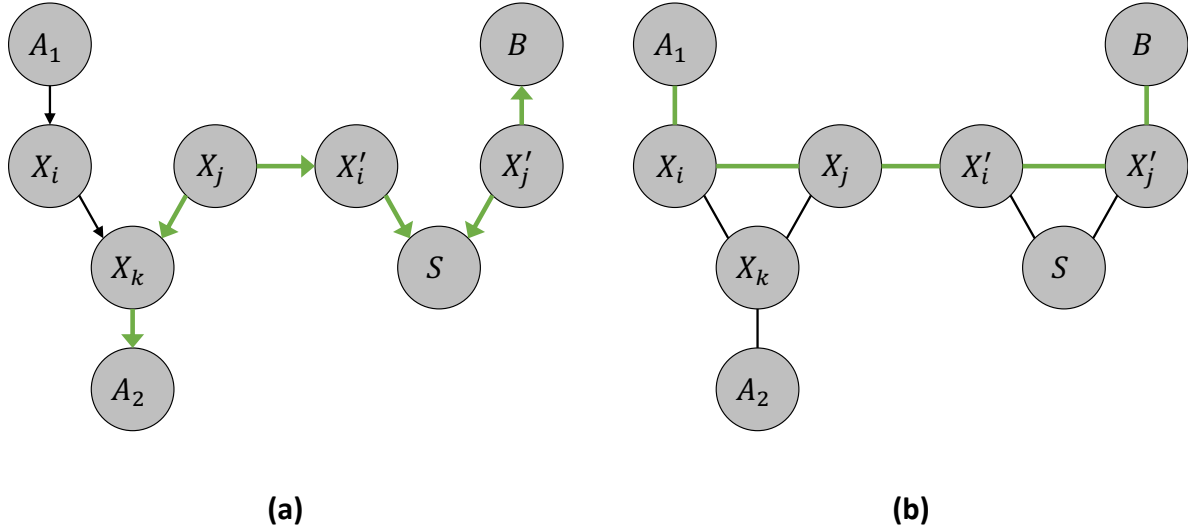 A₁ B A₁ B
Xᵢ Xⱼ X′ᵢ X′ⱼ Xᵢ Xⱼ X′ᵢ X′ⱼ
Xₖ S Xₖ S
A₂ A₂
(a) (b)